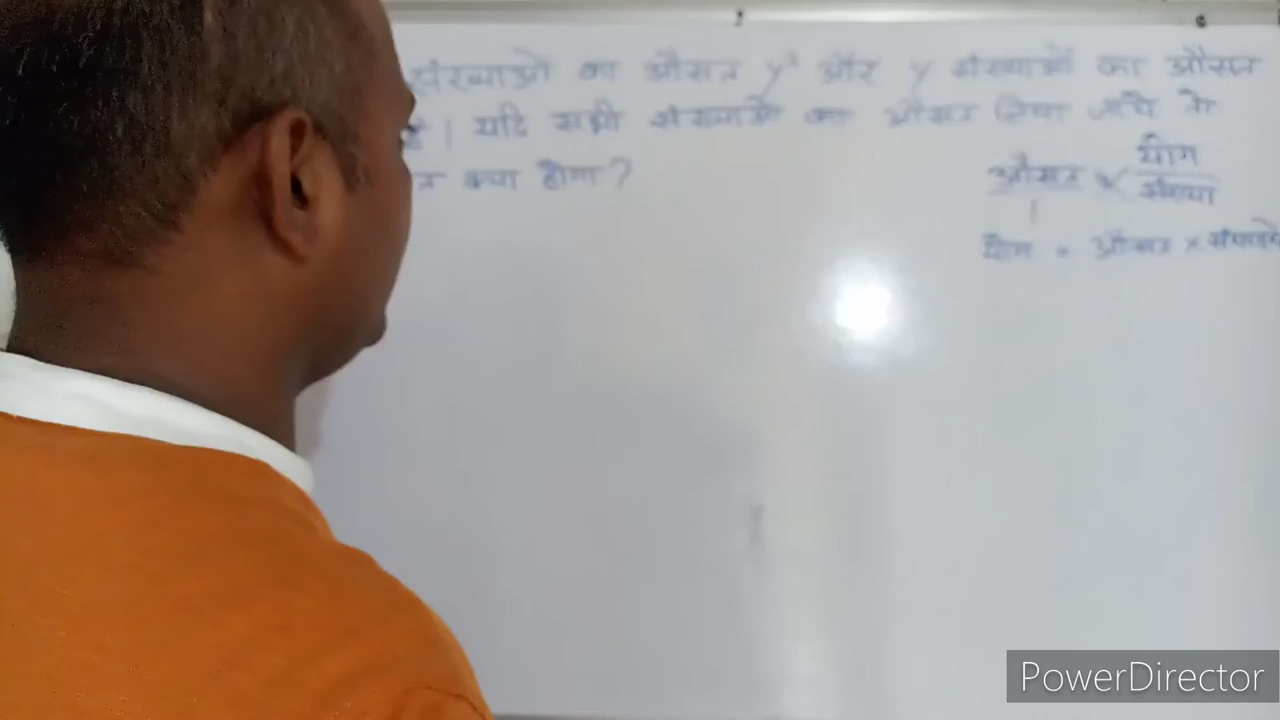 संख्याओं का औसत y² और y संख्याओं का औसत
है। यदि सभी संख्याओं का औसत लिया जाये तो
त क्या होगा?
औसत × योग
संख्या
योग = औसत × संख्याये
PowerDirector